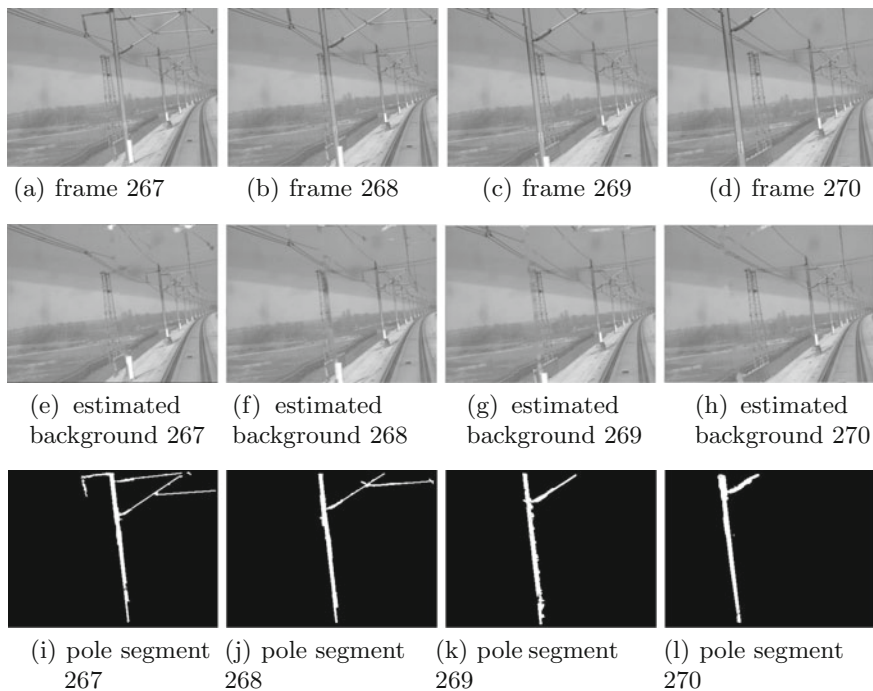 (a) frame 267
(b) frame 268
(c) frame 269
(d) frame 270
(e) estimated
background 267
(f) estimated
background 268
(g) estimated
background 269
(h) estimated
background 270
(i) pole segment
267
(j) pole segment
268
(k) pole segment
269
(l) pole segment
270